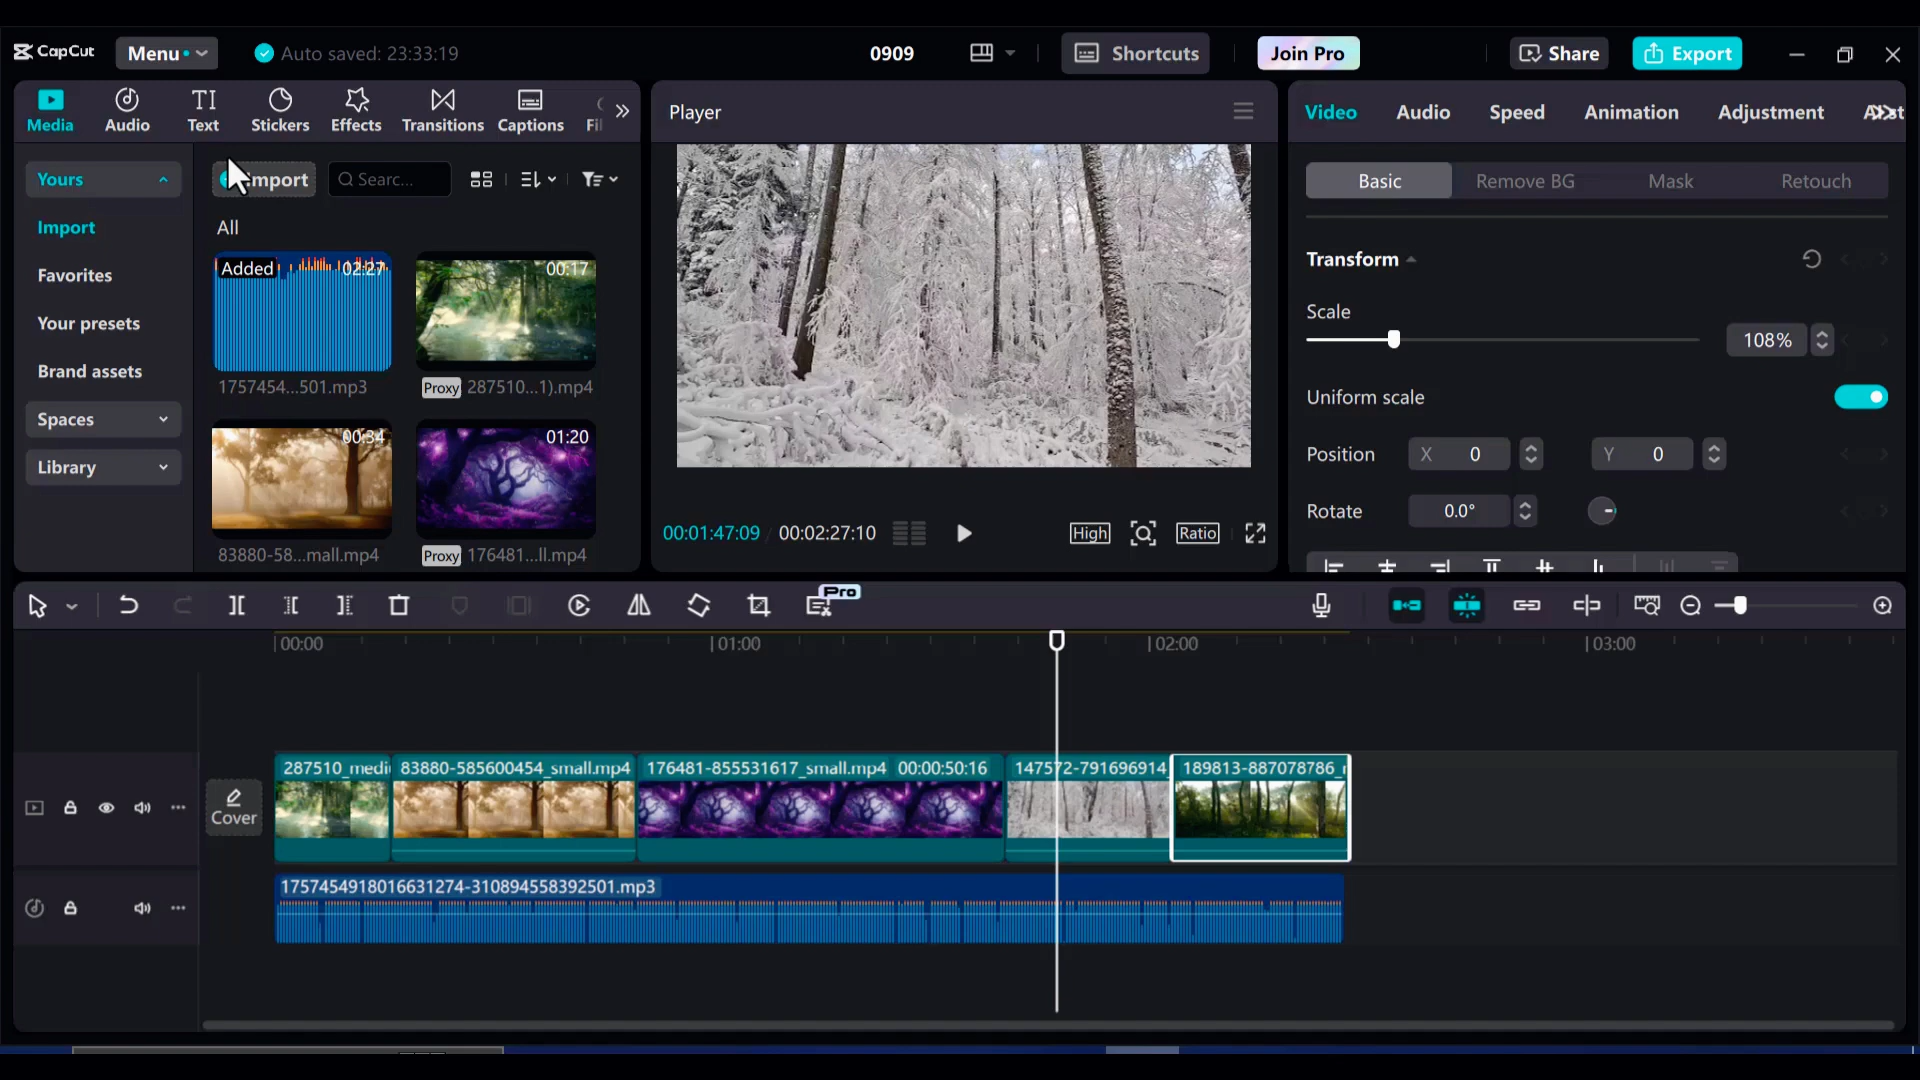 CapCut Menu Auto saved: 23:33:19 0909 Shortcuts Join Pro Share Export
Media Audio Text Stickers Effects Transitions Captions
Player
Video Audio Speed Animation Adjustment
Yours
Import
Favorites
Your presets
Brand assets
Spaces
Library
Searc...
All
Added 02:27
00:17
1757454...501.mp3
Proxy 287510...1).mp4
00:34
01:20
83880-58...mall.mp4
Proxy 176481...ll.mp4
00:01:47:09 00:02:27:10 High Ratio
Basic Remove BG Mask Retouch
Transform
Scale
108%
Uniform scale
Position X 0 Y 0
Rotate 0.0°
Pro
00:00 01:00 02:00 03:00
Cover
287510_medi
83880-585600454_small.mp4
176481-855531617_small.mp4 00:00:50:16
147572-791696914
189813-887078786_
1757454918016631274-310894558392501.mp3